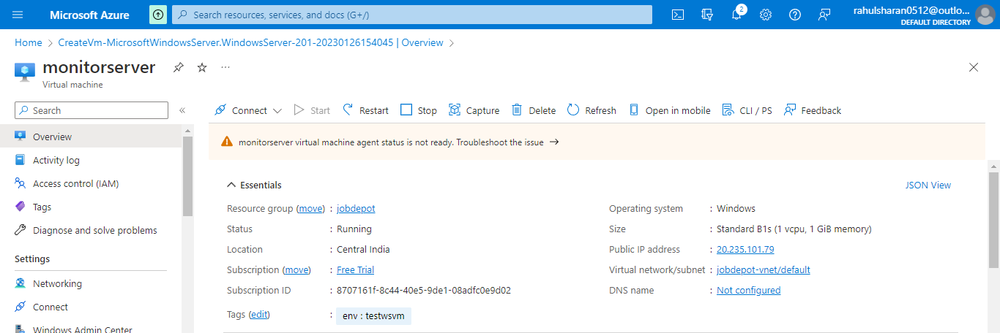 Microsoft Azure
Search resources, services, and docs (G+/)
2
rahulsharan0512@outlo...
DEFAULT DIRECTORY
Home > CreateVm-MicrosoftWindowsServer.WindowsServer-201-20230126154045 | Overview >
monitorserver
Virtual machine
Search
Connect Start Restart Stop Capture Delete Refresh Open in mobile CLI / PS Feedback
Overview
Activity log
Access control (IAM)
Tags
Diagnose and solve problems
Settings
Networking
Connect
Windows Admin Center
monitorserver virtual machine agent status is not ready. Troubleshoot the issue →
Essentials
JSON View
Resource group (move) : jobdepot
Status : Running
Location : Central India
Subscription (move) : Free Trial
Subscription ID : 8707161f-8c44-40e5-9de1-08adfc0e9d02
Tags (edit) : env : testwsvm
Operating system : Windows
Size : Standard B1s (1 vcpu, 1 GiB memory)
Public IP address : 20.235.101.79
Virtual network/subnet : jobdepot-vnet/default
DNS name : Not configured